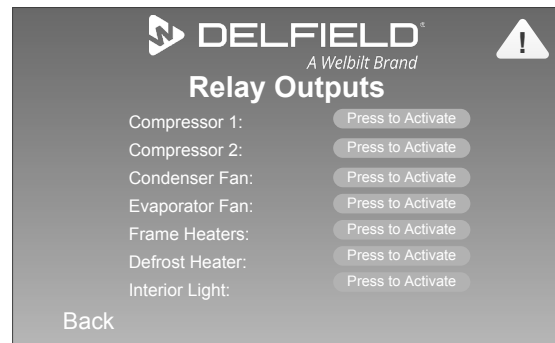 DELFIELD®
A Welbilt Brand
!
Relay Outputs
Compressor 1: Press to Activate
Compressor 2: Press to Activate
Condenser Fan: Press to Activate
Evaporator Fan: Press to Activate
Frame Heaters: Press to Activate
Defrost Heater: Press to Activate
Interior Light: Press to Activate
Back